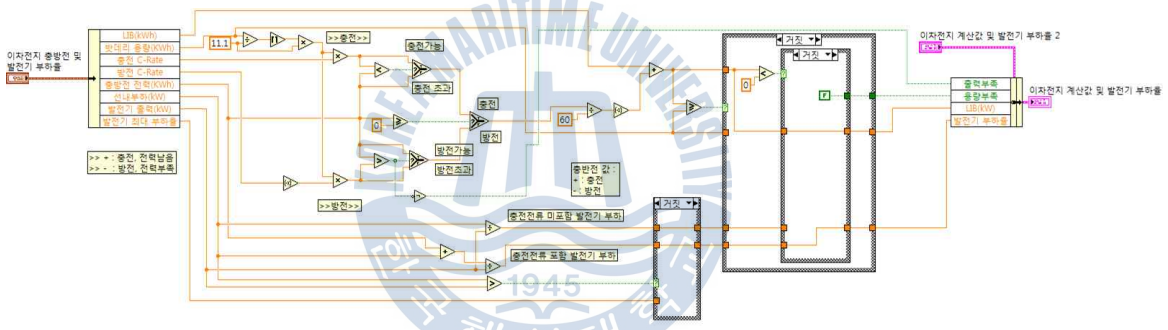 이차전지 충방전 및
발전기 부하율
LIB(kWh)
밧데리 용량(KWh)
충전 C-Rate
방전 C-Rate
충방전 전력(KWh)
선내부하(kW)
발전기 출력(kW)
발전기 최대 부하율
>> + : 충전, 전력남음
>> - : 방전, 전력부족
11.1
>>충전>>
충전가능
충전 초과
0
충전
방전
방전가능
방전초과
>>방전>>
60
충반전 값 :
+ : 충전
- : 방전
충전전류 미포함 발전기 부하
충전전류 포함 발전기 부하
거짓
거짓
거짓
0
F
이차전지 계산값 및 발전기 부하율 2
출력부족
용량부족
LIB(kW)
발전기 부하율
이차전지 계산값 및 발전기 부하율
KOREA MARITIME UNIVERSITY
1945